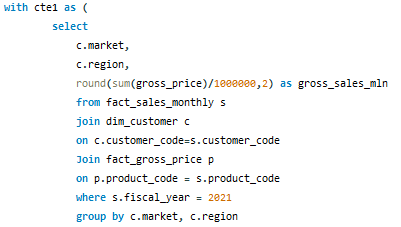 with cte1 as (
select
c.market,
c.region,
round(sum(gross_price)/1000000,2) as gross_sales_mln
from fact_sales_monthly s
join dim_customer c
on c.customer_code=s.customer_code
Join fact_gross_price p
on p.product_code = s.product_code
where s.fiscal_year = 2021
group by c.market, c.region